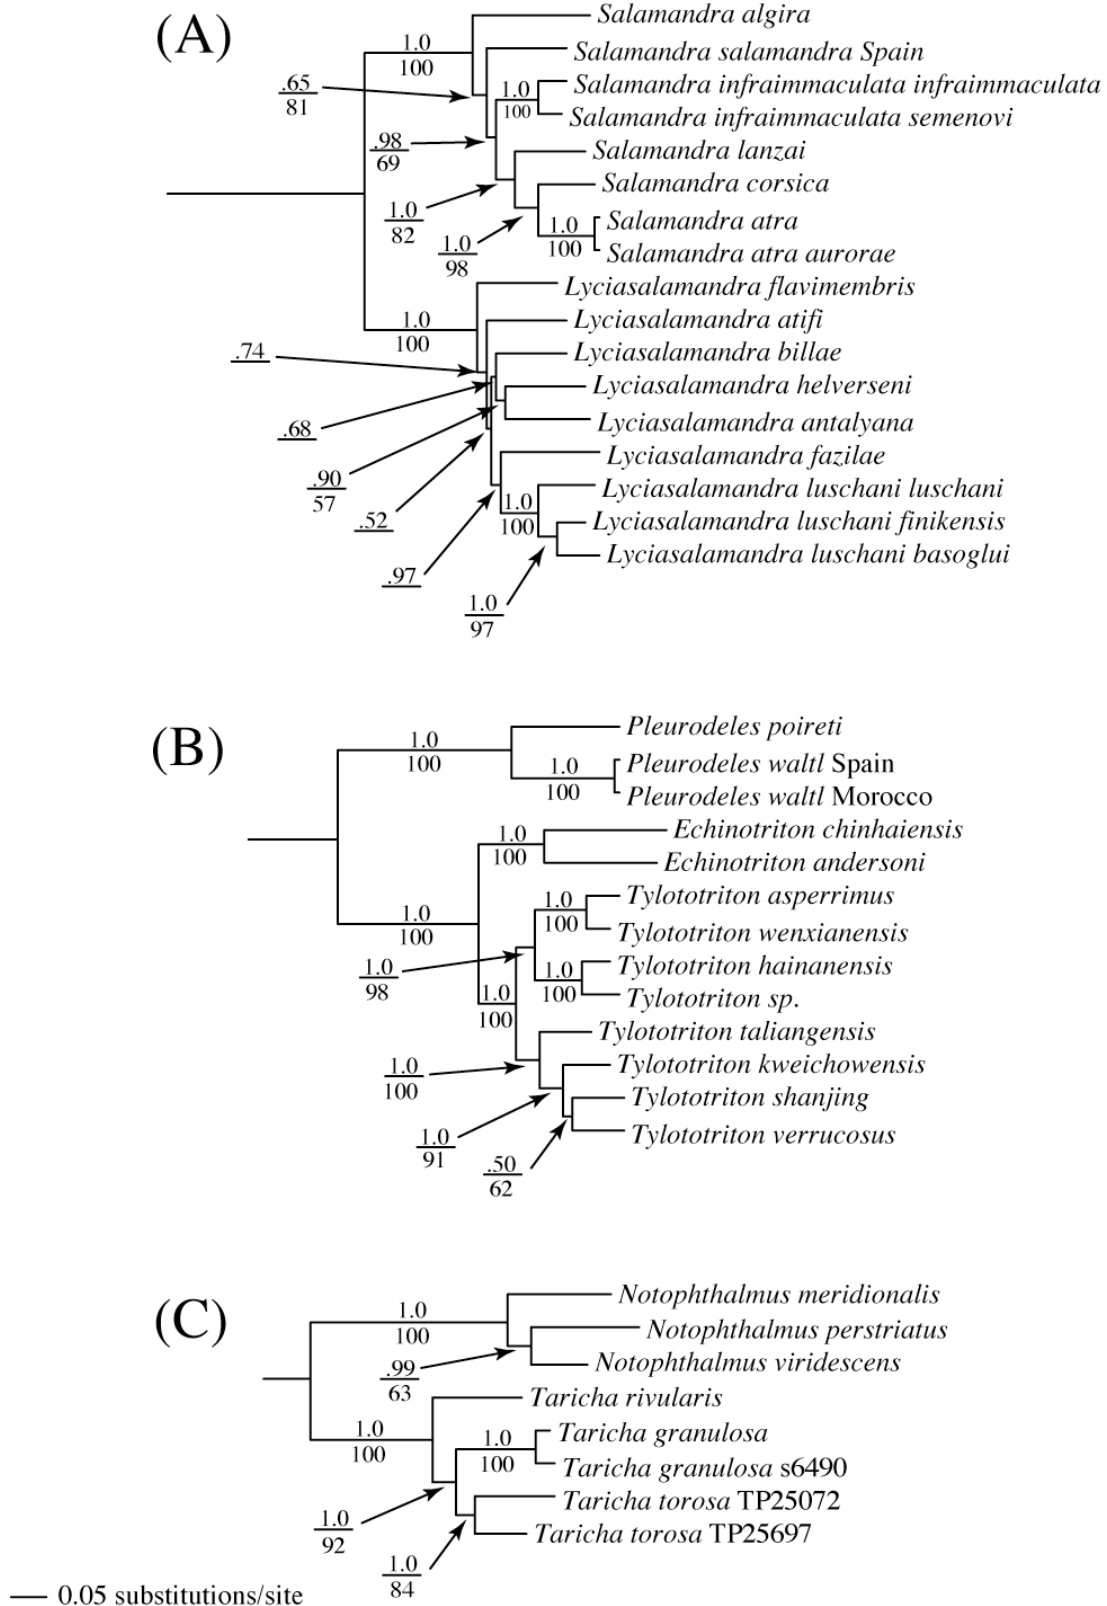 (A)
Salamandra algira
1.0
100
Salamandra salamandra Spain
.65
81
Salamandra infraimmaculata infraimmaculata
1.0
100
Salamandra infraimmaculata semenovi
.98
69
Salamandra lanzai
Salamandra corsica
1.0
82
Salamandra atra
1.0
100
1.0
98
Salamandra atra aurorae
Lyciasalamandra flavimembris
1.0
100
Lyciasalamandra atifi
.74
Lyciasalamandra billae
Lyciasalamandra helverseni
Lyciasalamandra antalyana
.68
Lyciasalamandra fazilae
.90
57
Lyciasalamandra luschani luschani
1.0
100
.52
Lyciasalamandra luschani finikensis
Lyciasalamandra luschani basoglui
.97
1.0
97
(B)
Pleurodeles poireti
1.0
100
Pleurodeles waltl Spain
1.0
100
Pleurodeles waltl Morocco
Echinotriton chinhaiensis
1.0
100
Echinotriton andersoni
Tylototriton asperrimus
1.0
100
1.0
100
Tylototriton wenxianensis
Tylototriton hainanensis
1.0
98
1.0
100
Tylototriton sp.
1.0
100
Tylototriton taliangensis
Tylototriton kweichowensis
1.0
100
Tylototriton shanjing
Tylototriton verrucosus
1.0
91
.50
62
(C)
Notophthalmus meridionalis
1.0
100
Notophthalmus perstriatus
Notophthalmus viridescens
.99
63
Taricha rivularis
1.0
100
Taricha granulosa
1.0
100
Taricha granulosa s6490
Taricha torosa TP25072
1.0
92
Taricha torosa TP25697
1.0
84
0.05 substitutions/site